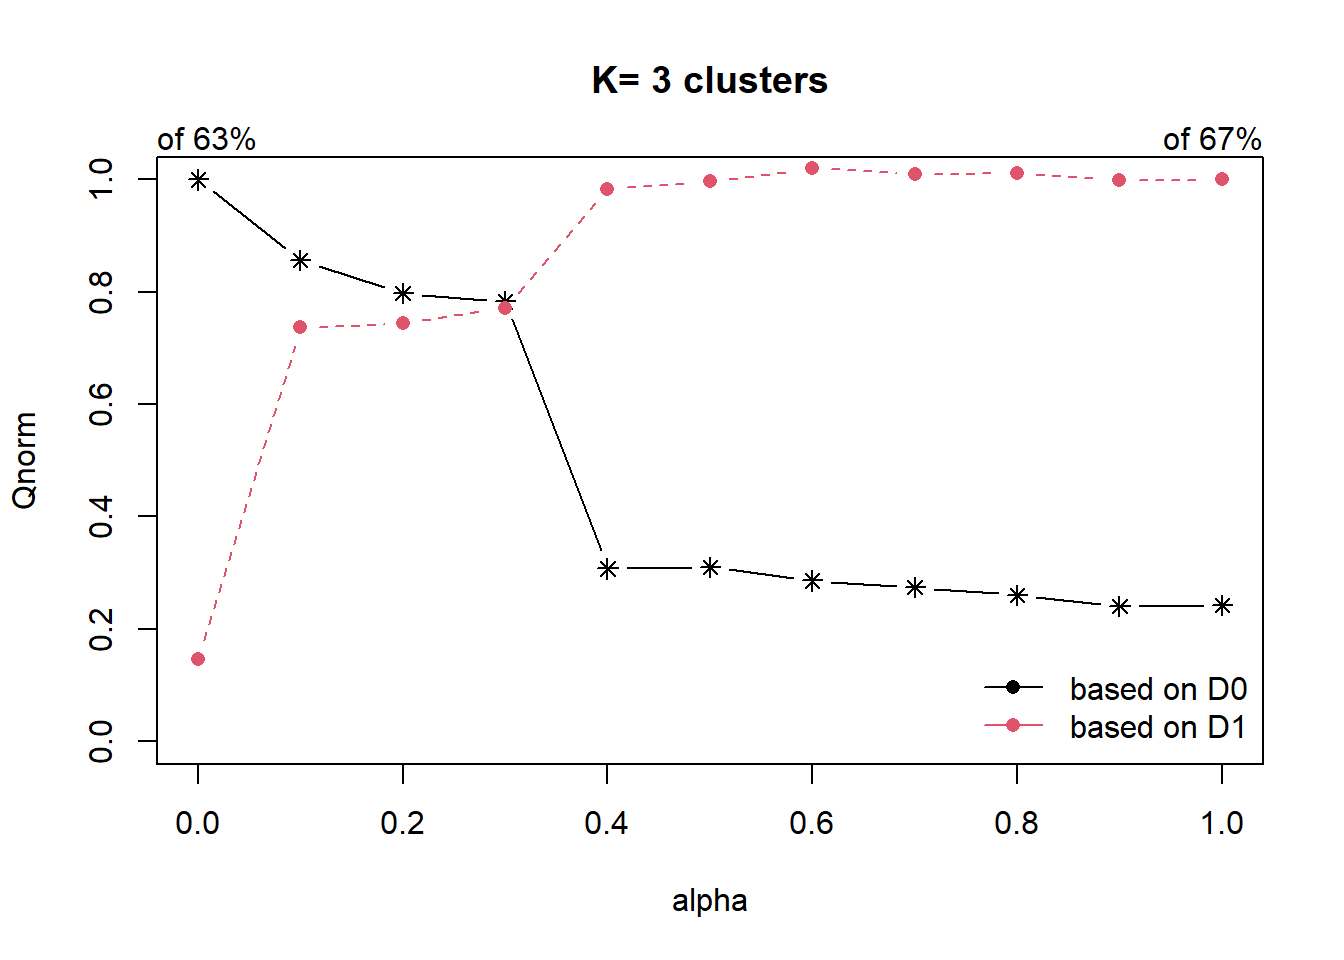 K= 3 clusters
of 63%
of 67%
Qnorm
1.0
0.8
0.6
0.4
0.2
0.0
based on D0
based on D1
0.0 0.2 0.4 0.6 0.8 1.0
alpha